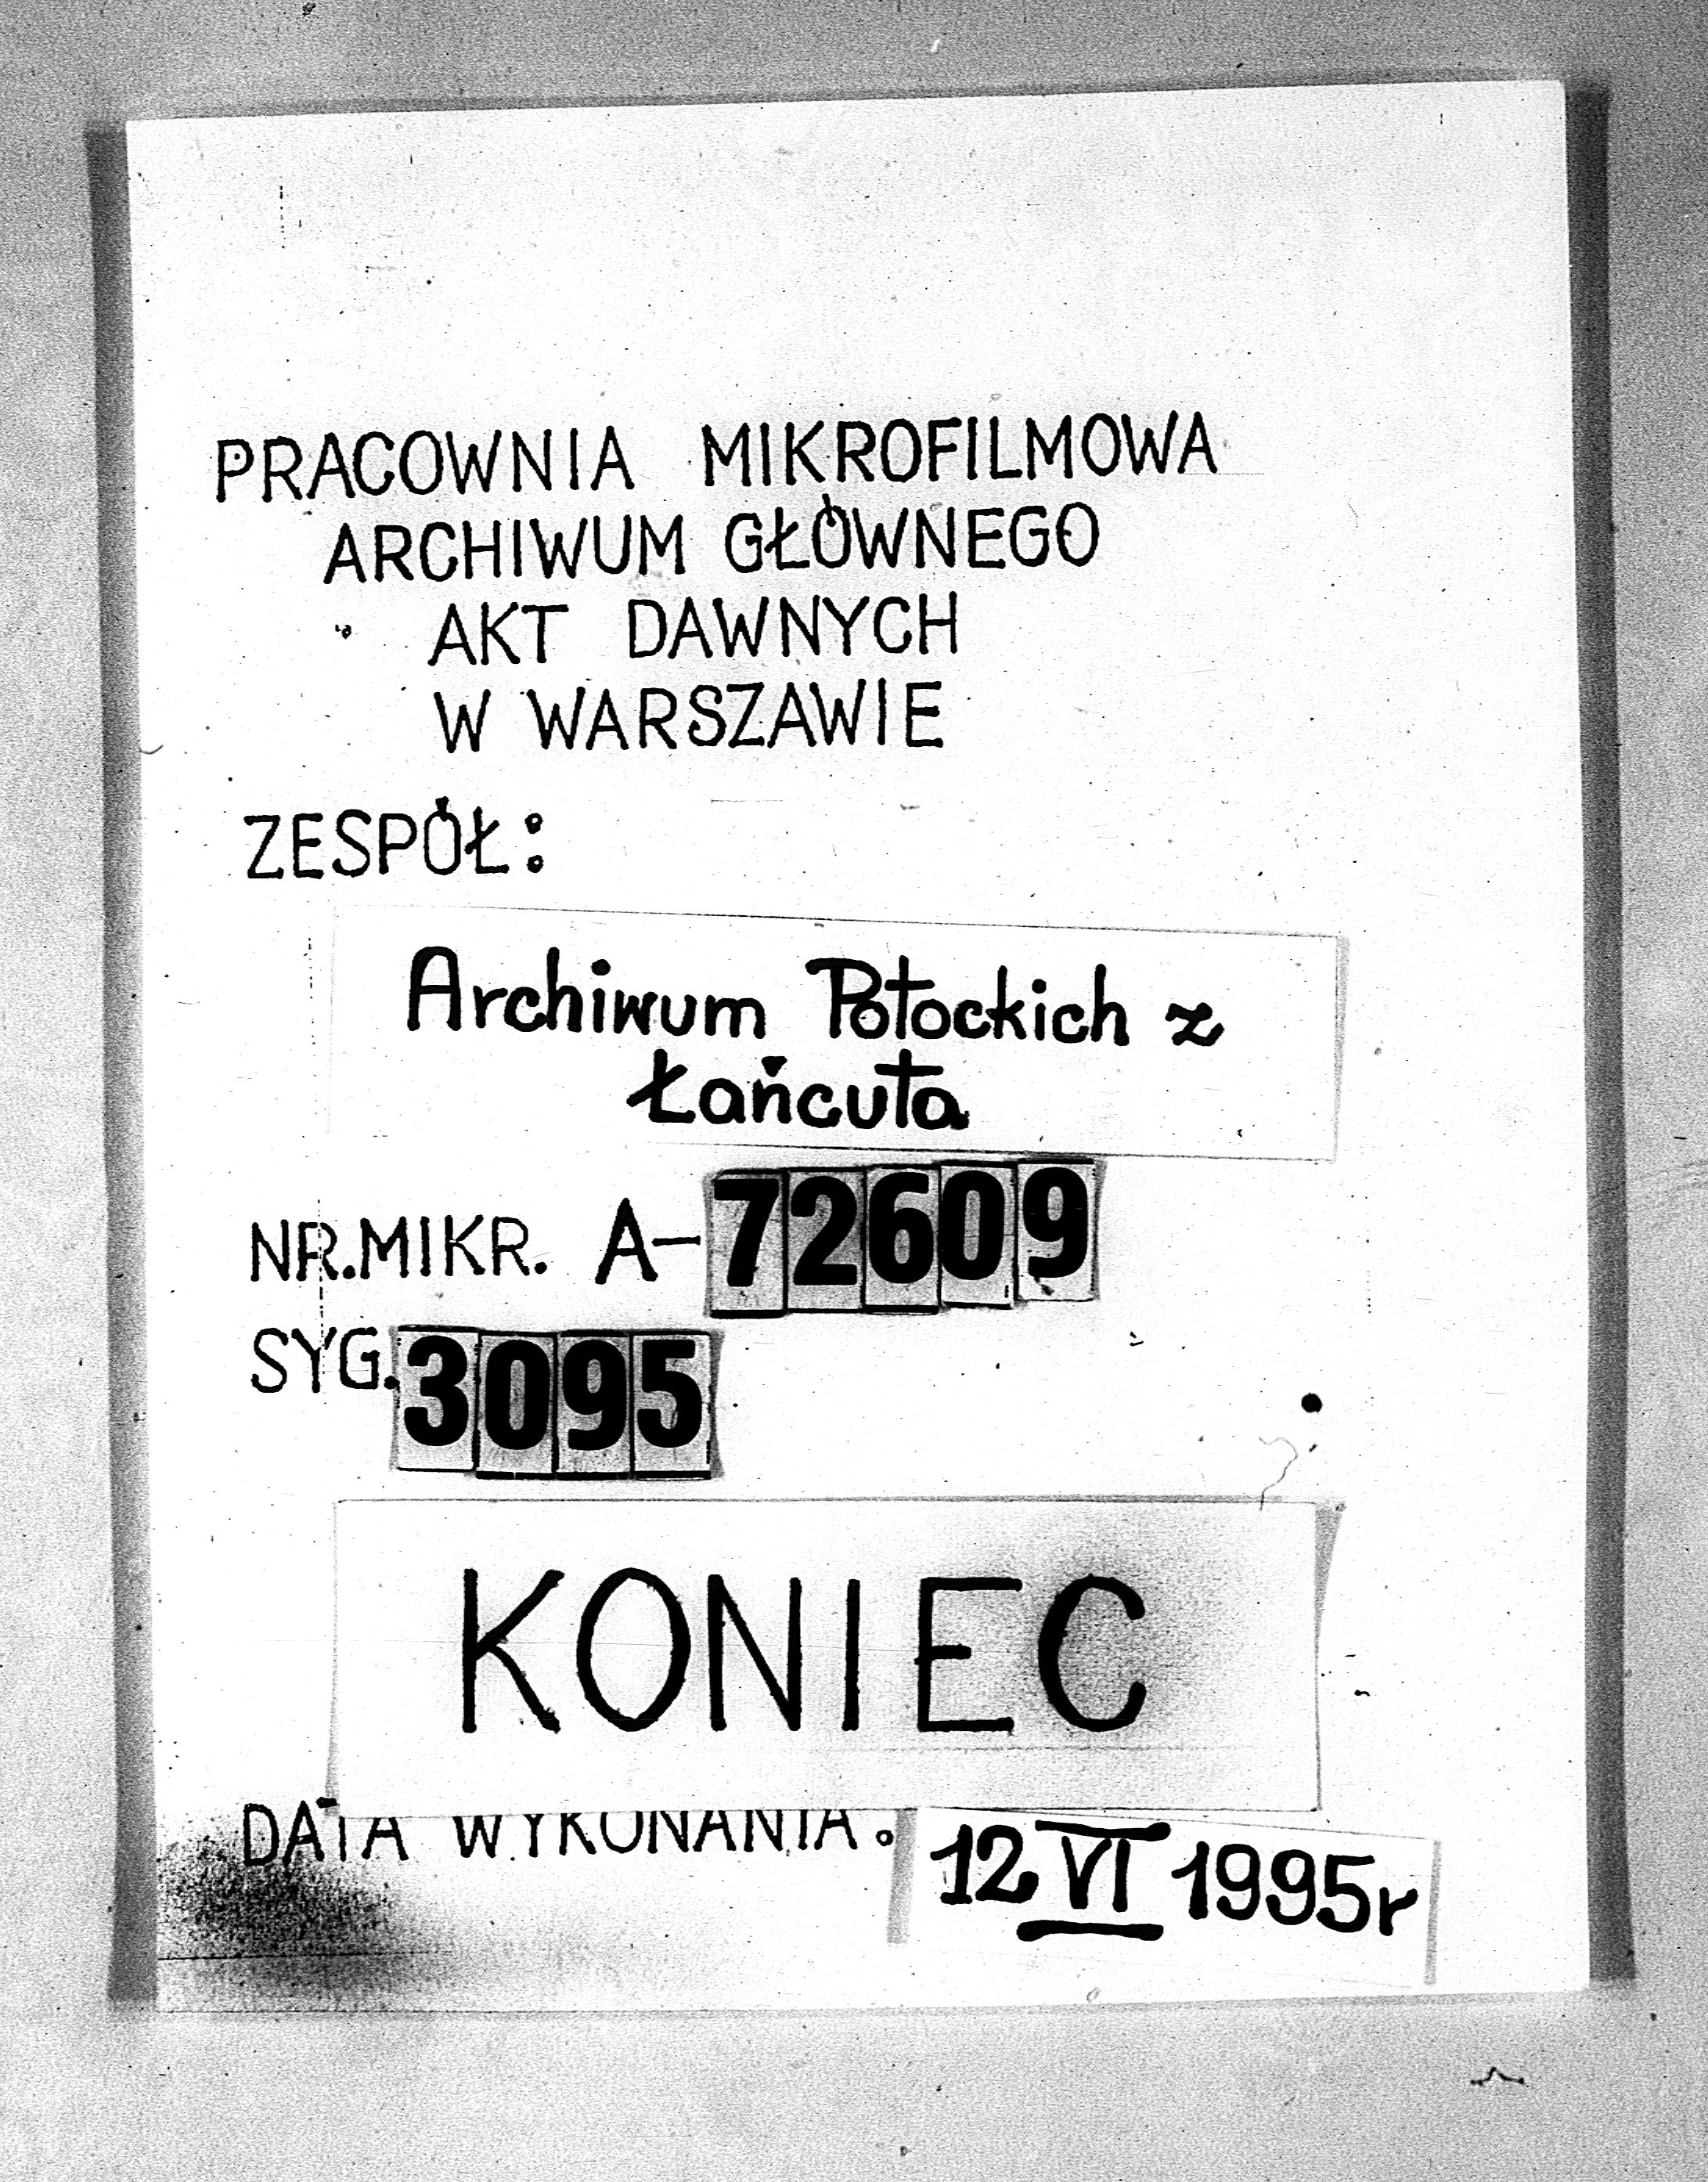 PRACOWNIA MIKROFILMOWA
ARCHIWUM GŁÓWNEGO
AKT DAWNYCH
W WARSZAWIE
ZESPÓŁ:
Archiwum Potockich z
Łańcuta
NR.MIKR. A-72609
SYG. 3095
KONIEC
DATA WYKONANIA: 12 VI 1995r